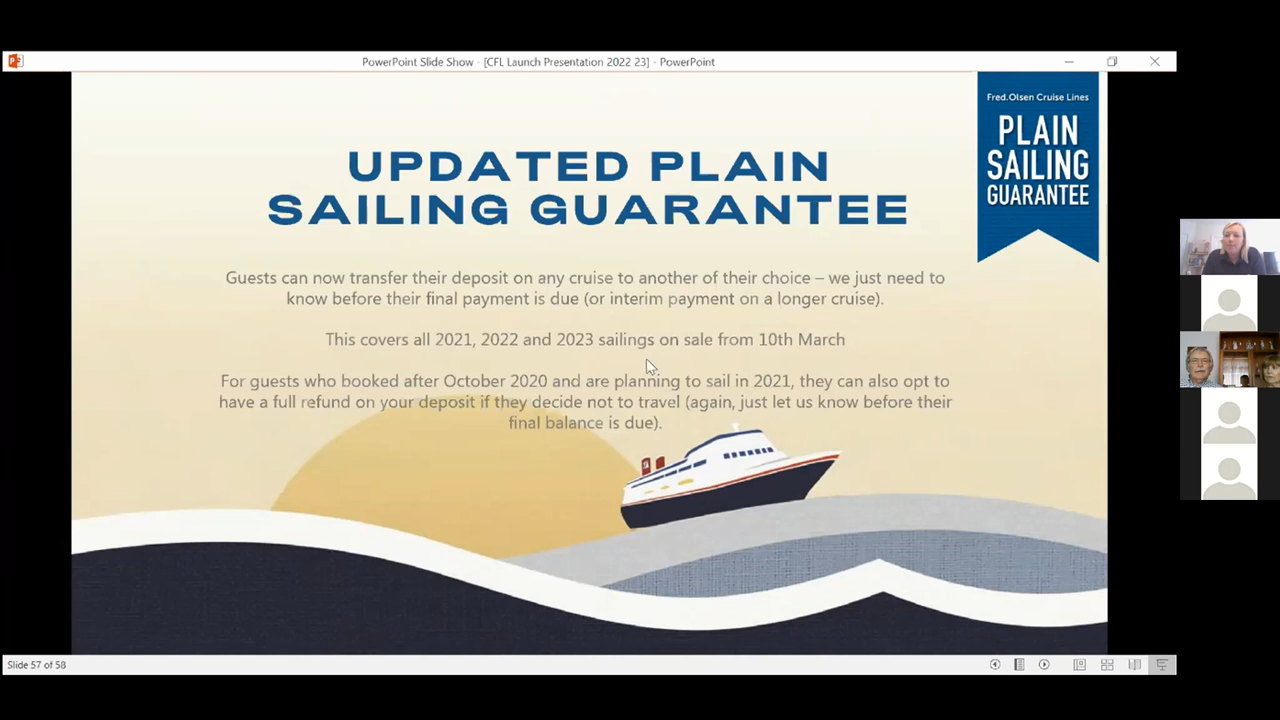 PowerPoint Slide Show - [CFL Launch Presentation 2022 23] - PowerPoint
Fred.Olsen Cruise Lines
PLAIN
SAILING
GUARANTEE
UPDATED PLAIN
SAILING GUARANTEE
Guests can now transfer their deposit on any cruise to another of their choice – we just need to
know before their final payment is due (or interim payment on a longer cruise).
This covers all 2021, 2022 and 2023 sailings on sale from 10th March
For guests who booked after October 2020 and are planning to sail in 2021, they can also opt to
have a full refund on your deposit if they decide not to travel (again, just let us know before their
final balance is due).
Slide 57 of 58